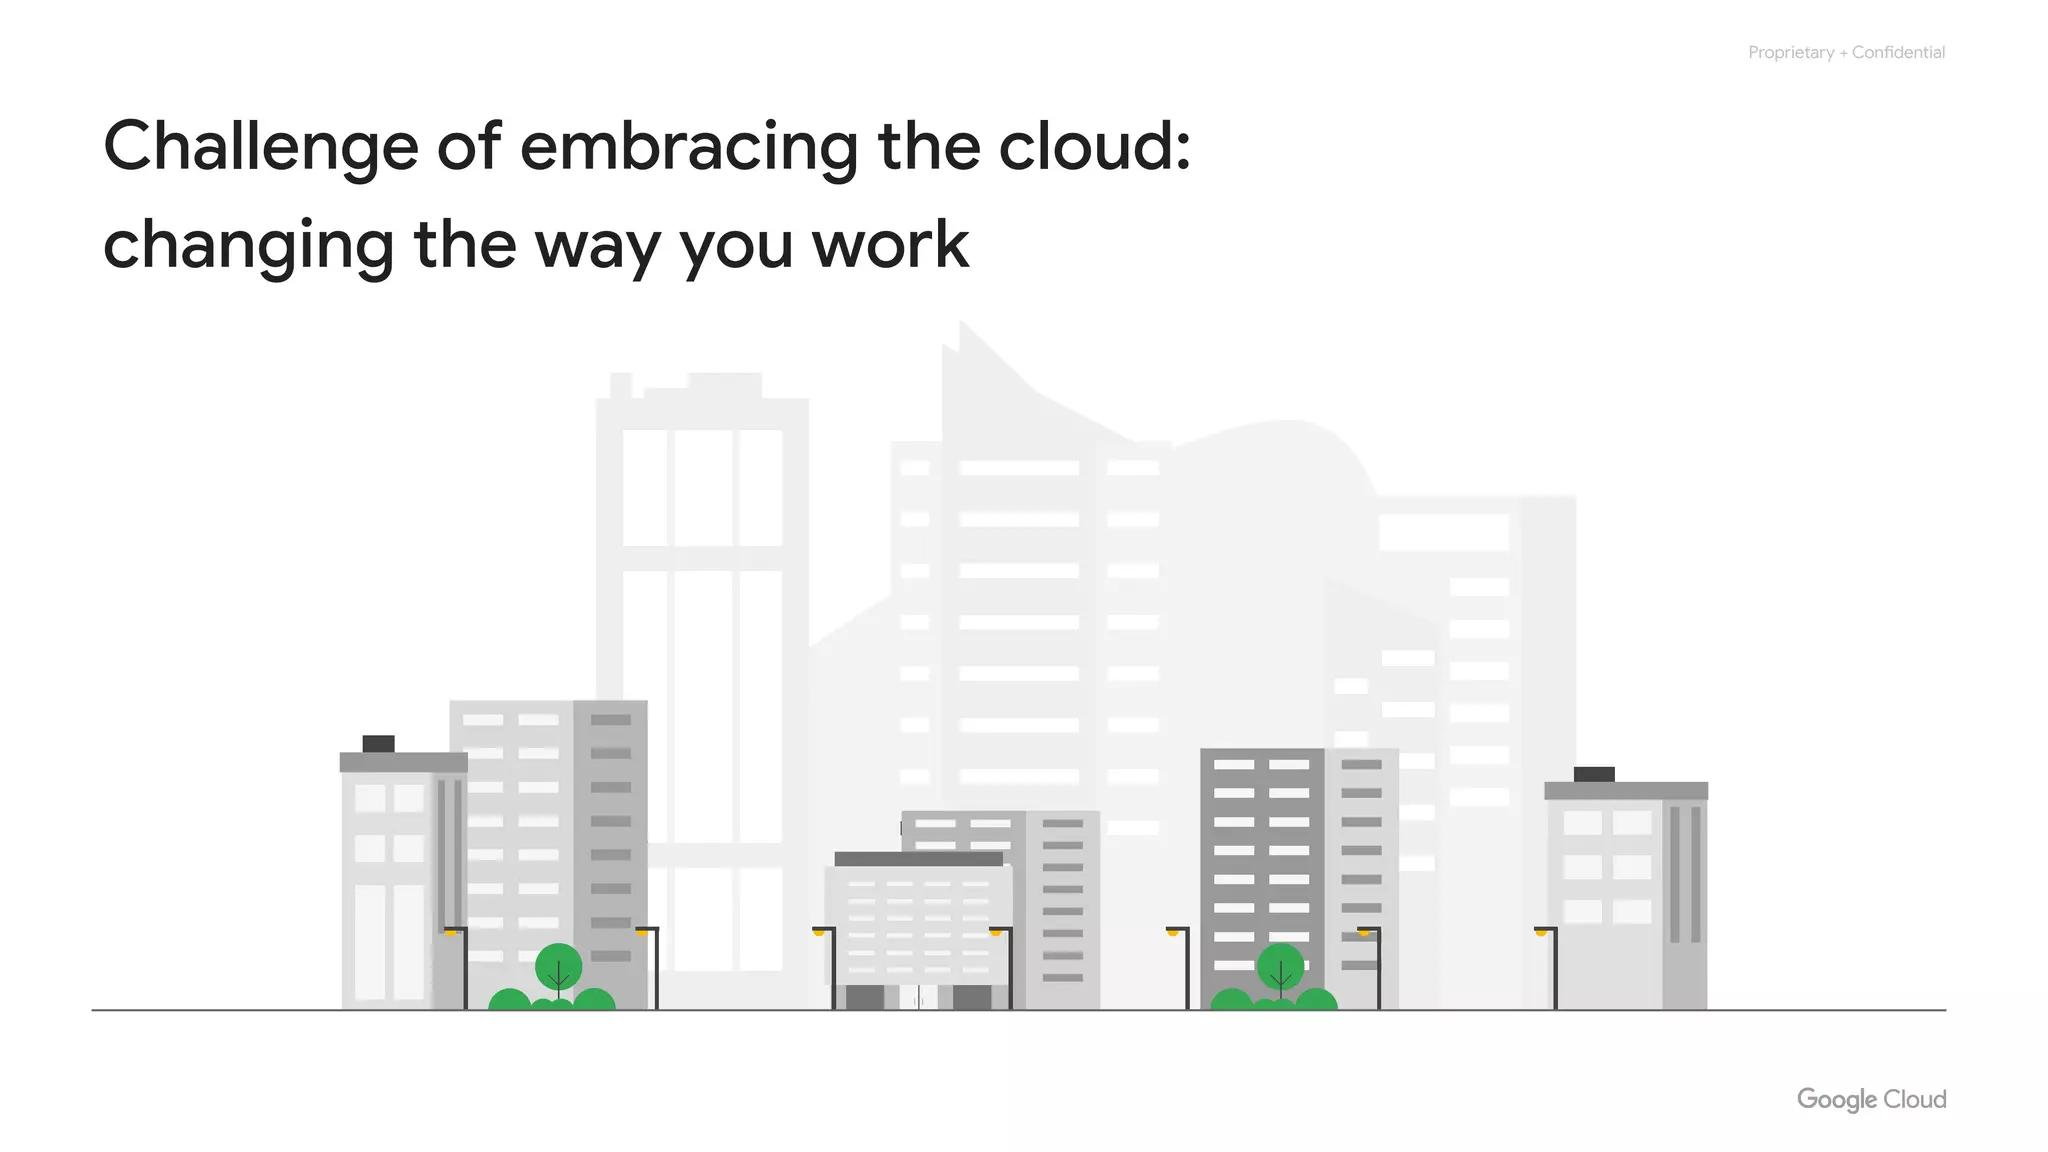 Proprietary + Confidential
Challenge of embracing the cloud:
changing the way you work
Google Cloud